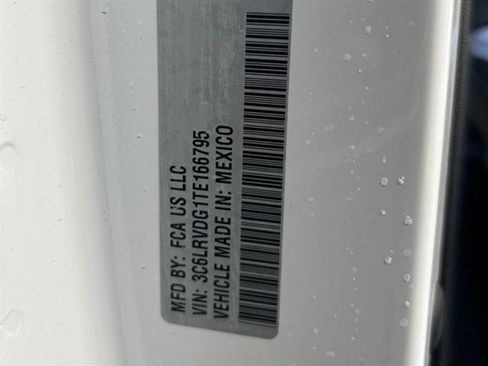 MFD BY: FCA US LLC
VIN: 3C6LRVDG1TE166795
VEHICLE MADE IN: MEXICO